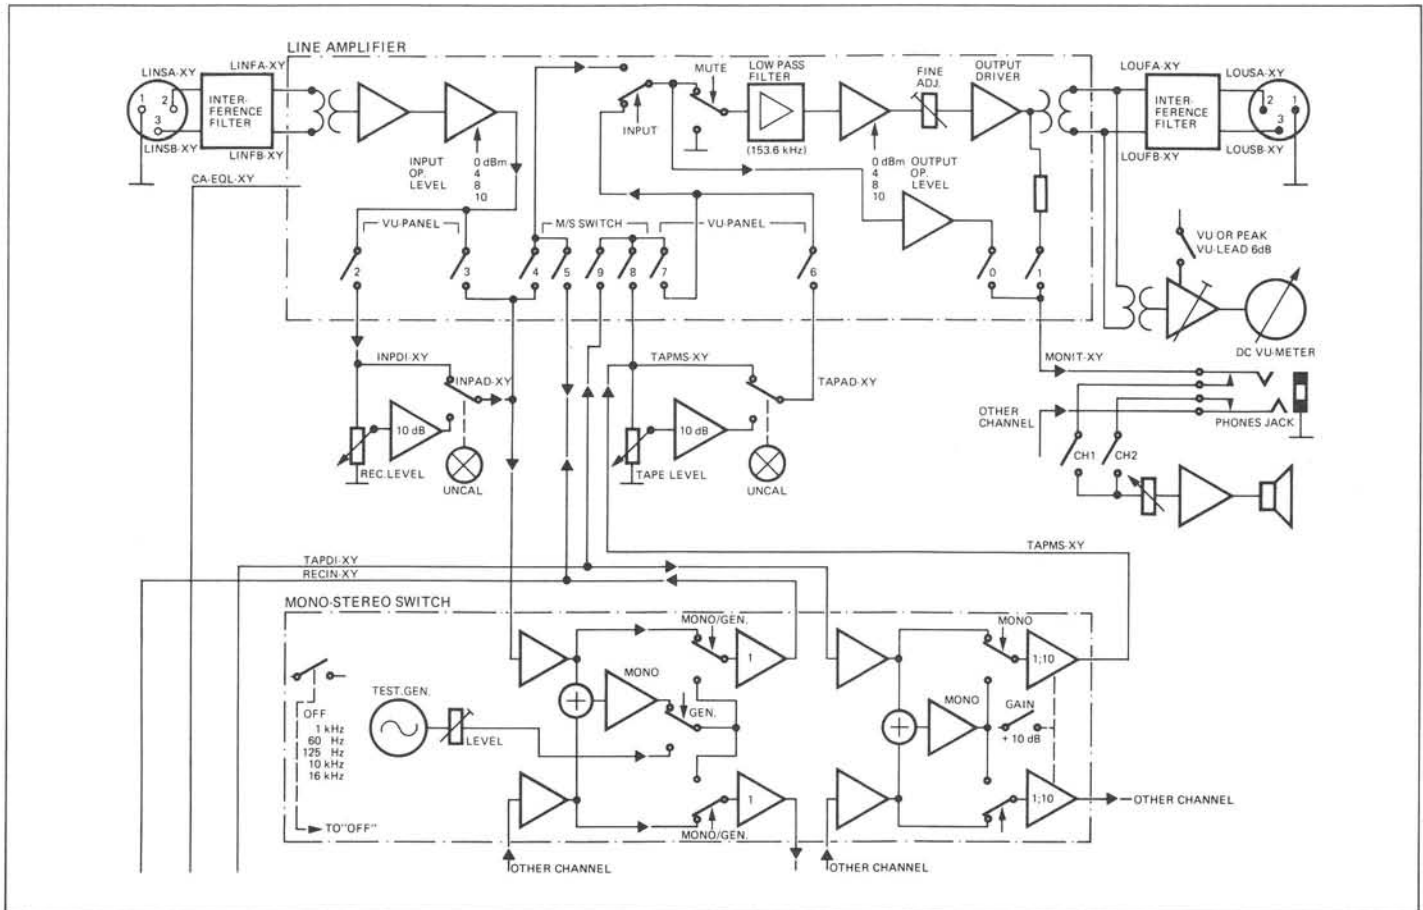 LINE AMPLIFIER
LINSA-XY
LINFA-XY
1
2
3
INTER-
FERENCE
FILTER
LINSB-XY
LINFB-XY
CA-EQL-XY
INPUT
OP.
LEVEL
0 dBm
4
8
10
INPUT
MUTE
LOW PASS
FILTER
(153.6 kHz)
FINE
ADJ.
OUTPUT
DRIVER
0 dBm
4
8
10
OUTPUT
OP.
LEVEL
LOUFA-XY
LOUSA-XY
INTER-
FERENCE
FILTER
2
1
3
LOUFB-XY
LOUSB-XY
VU-PANEL
M/S SWITCH
VU-PANEL
2
3
4
5
9
8
7
6
0
1
VU OR PEAK
VU-LEAD 6dB
DC VU-METER
INPDI-XY
INPAD-XY
10 dB
REC.LEVEL
UNCAL
TAPMS-XY
TAPAD-XY
10 dB
TAPE LEVEL
UNCAL
MONIT-XY
OTHER
CHANNEL
PHONES JACK
CH1
CH2
TAPDI-XY
RECIN-XY
TAPMS-XY
MONO-STEREO SWITCH
OFF
1 kHz
60 Hz
125 Hz
10 kHz
16 kHz
TO "OFF"
TEST.GEN.
LEVEL
MONO
MONO/GEN.
1
GEN.
1
MONO/GEN.
MONO
1;10
MONO
GAIN
+ 10 dB
1;10
OTHER CHANNEL
OTHER CHANNEL
OTHER CHANNEL